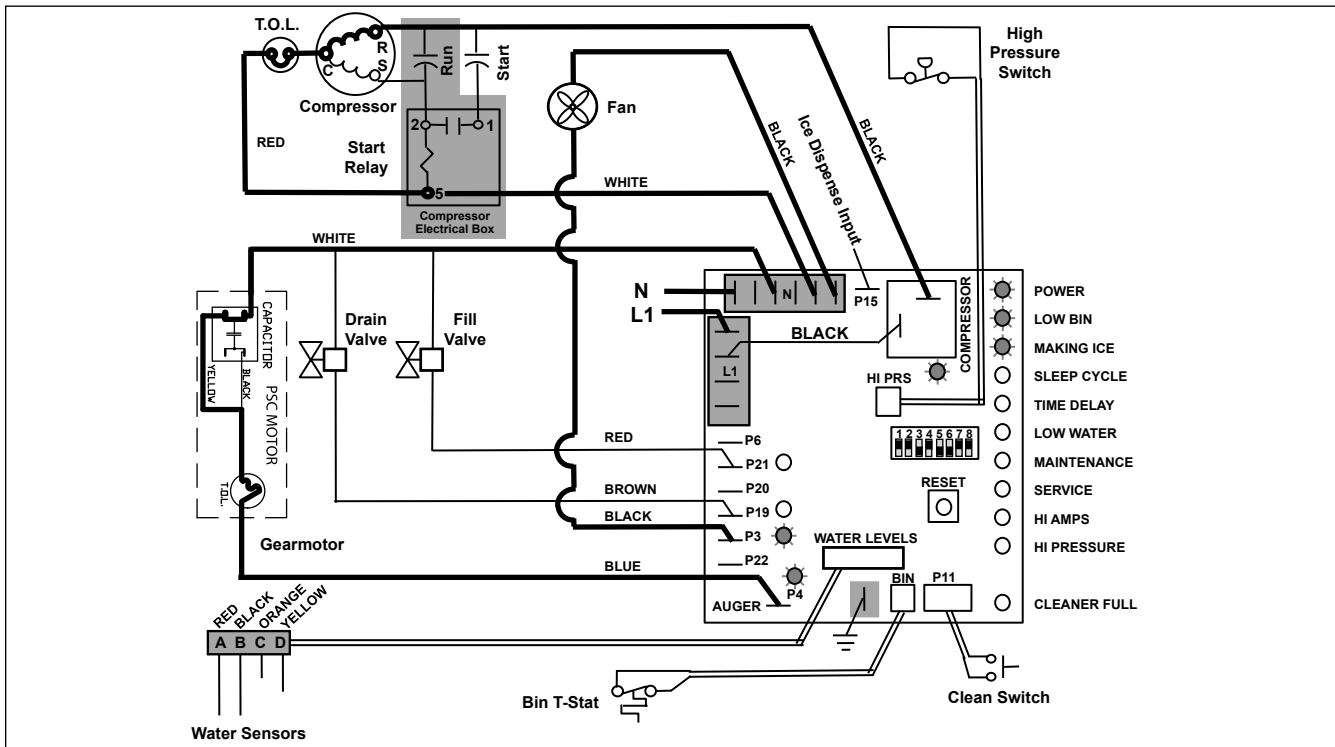 T.O.L.
R
S
C
Compressor
Run
Start
2
1
Start
Relay
5
Compressor
Electrical Box
RED
WHITE
Fan
BLACK
Ice Dispense Input
BLACK
High
Pressure
Switch
WHITE
CAPACITOR
YELLOW
BLACK
PSC MOTOR
T.O.L.
Gearmotor
Drain
Valve
Fill
Valve
N
L1
N
L1
P15
BLACK
COMPRESSOR
HI PRS
1 2 3 4 5 6 7 8
RESET
POWER
LOW BIN
MAKING ICE
SLEEP CYCLE
TIME DELAY
LOW WATER
MAINTENANCE
SERVICE
HI AMPS
HI PRESSURE
CLEANER FULL
RED
BROWN
BLACK
BLUE
P6
P21
P20
P19
P3
P22
P4
AUGER
WATER LEVELS
BIN
P11
RED
BLACK
ORANGE
YELLOW
A B C D
Water Sensors
Bin T-Stat
Clean Switch